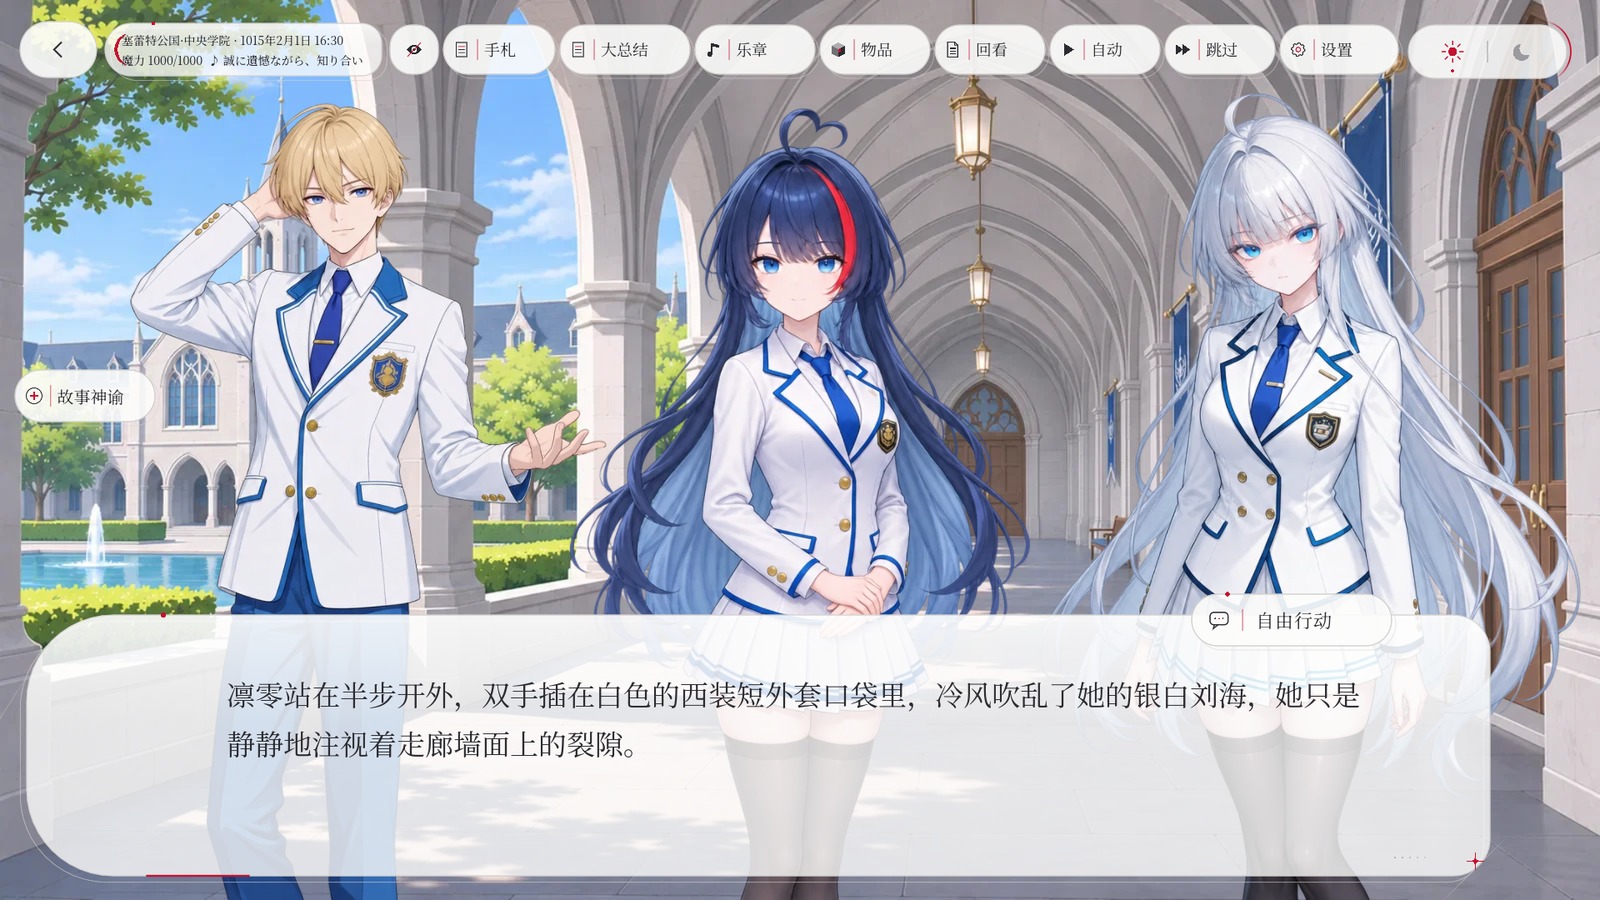 塞蕾特公国·中央学院 · 1015年2月1日 16:30
魔力 1000/1000 ♪ 誠に遺憾ながら、知り合い
手札
大总结
乐章
物品
回看
自动
跳过
设置
故事神谕
自由行动
凛零站在半步开外，双手插在白色的西装短外套口袋里，冷风吹乱了她的银白刘海，她只是
静静地注视着走廊墙面上的裂隙。